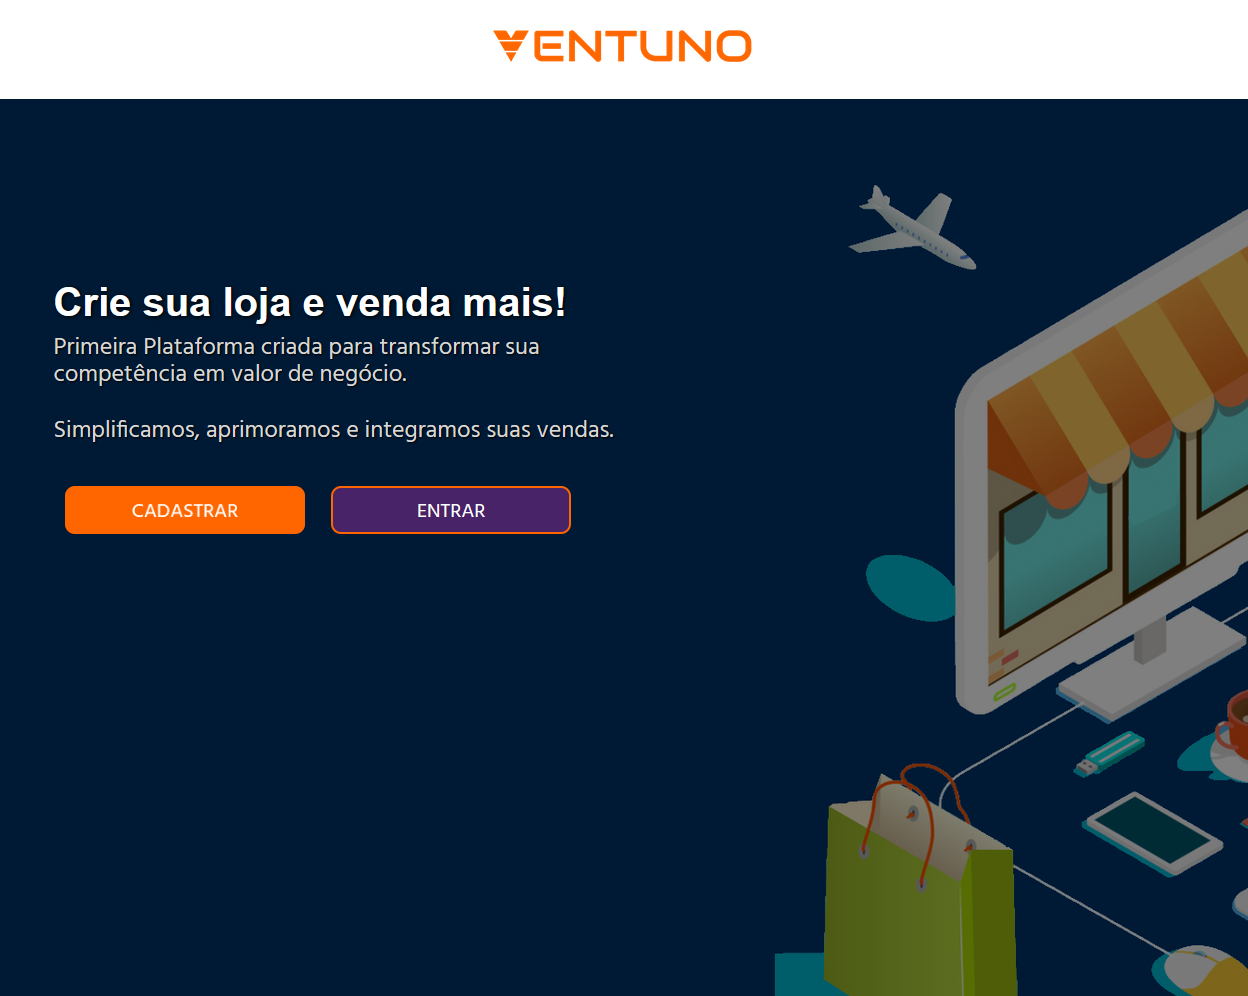 VENTUNO
Crie sua loja e venda mais!
Primeira Plataforma criada para transformar sua
competência em valor de negócio.
Simplificamos, aprimoramos e integramos suas vendas.
CADASTRAR
ENTRAR